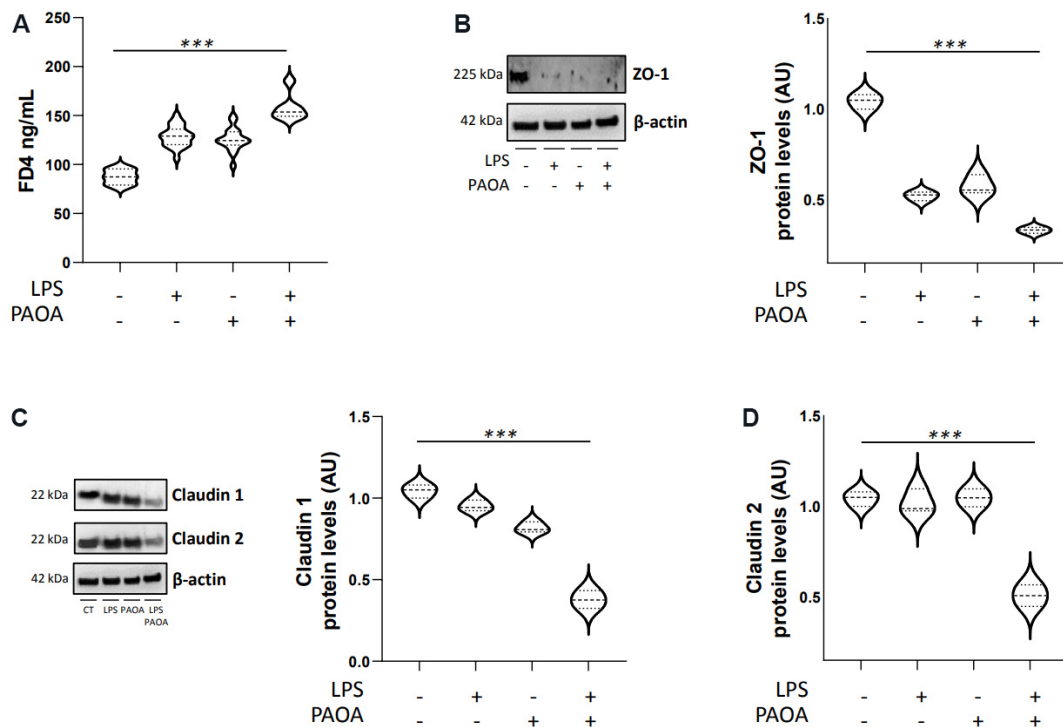 A
***
FD4 ng/mL
200
150
100
50
0
LPS - + - +
PAOA - - + +
B
225 kDa ZO-1
42 kDa β-actin
LPS - + - +
PAOA - - + +
***
ZO-1
protein levels (AU)
1.5
1.0
0.5
LPS - + - +
PAOA - - + +
C
22 kDa Claudin 1
22 kDa Claudin 2
42 kDa β-actin
CT LPS PAOA LPS
PAOA
***
Claudin 1
protein levels (AU)
1.5
1.0
0.5
0.0
LPS - + - +
PAOA - - + +
D
***
Claudin 2
protein levels (AU)
1.5
1.0
0.5
LPS - + - +
PAOA - - + +